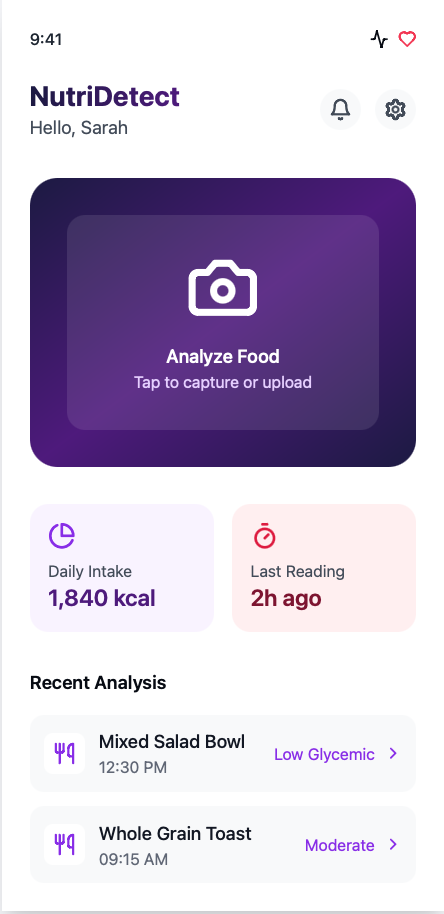 9:41
NutriDetect
Hello, Sarah
Analyze Food
Tap to capture or upload
Daily Intake
1,840 kcal
Last Reading
2h ago
Recent Analysis
Mixed Salad Bowl
12:30 PM
Low Glycemic
Whole Grain Toast
09:15 AM
Moderate